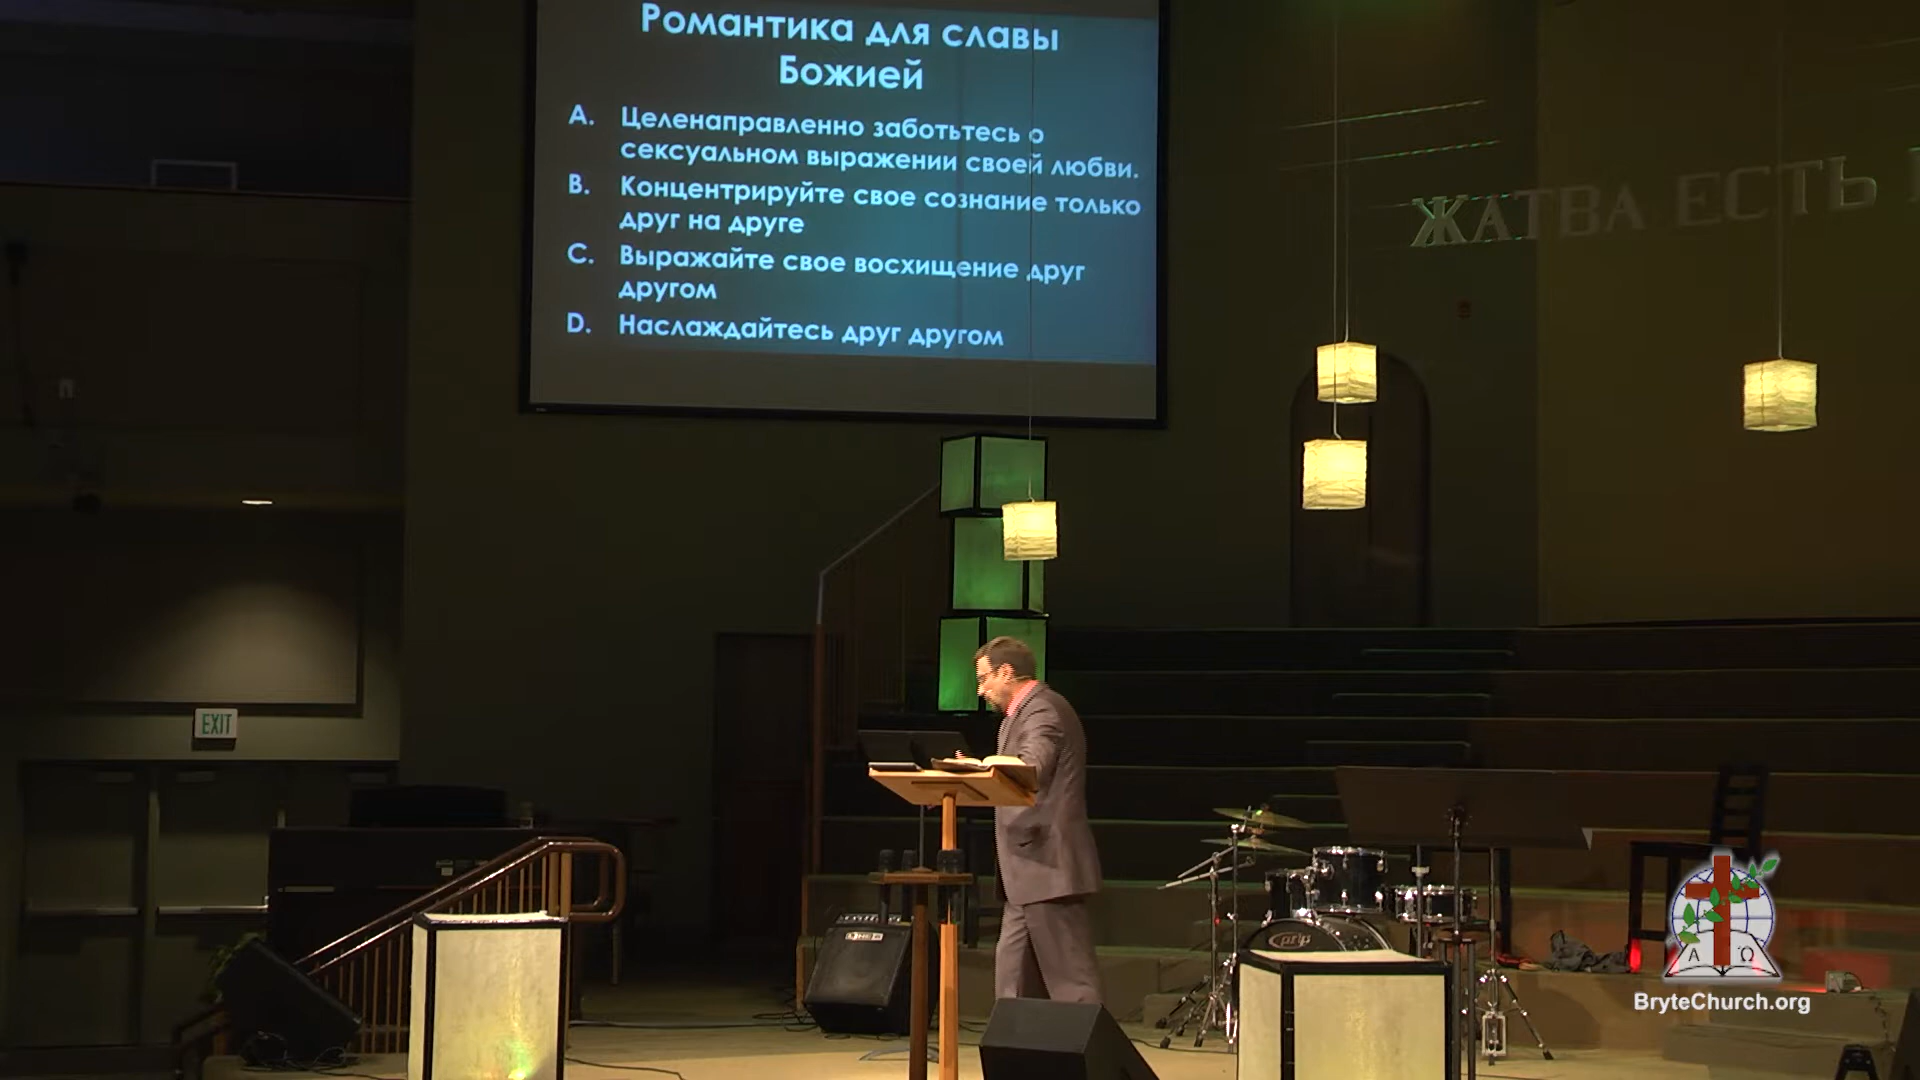 Романтика для славы
Божией
A. Целенаправленно заботьтесь о
сексуальном выражении своей любви.
B. Концентрируйте свое сознание только
друг на друге
C. Выражайте свое восхищение друг
другом
D. Наслаждайтесь друг другом
ЖАТВА ЕСТЬ
EXIT
pdp
Α Ω
BryteChurch.org